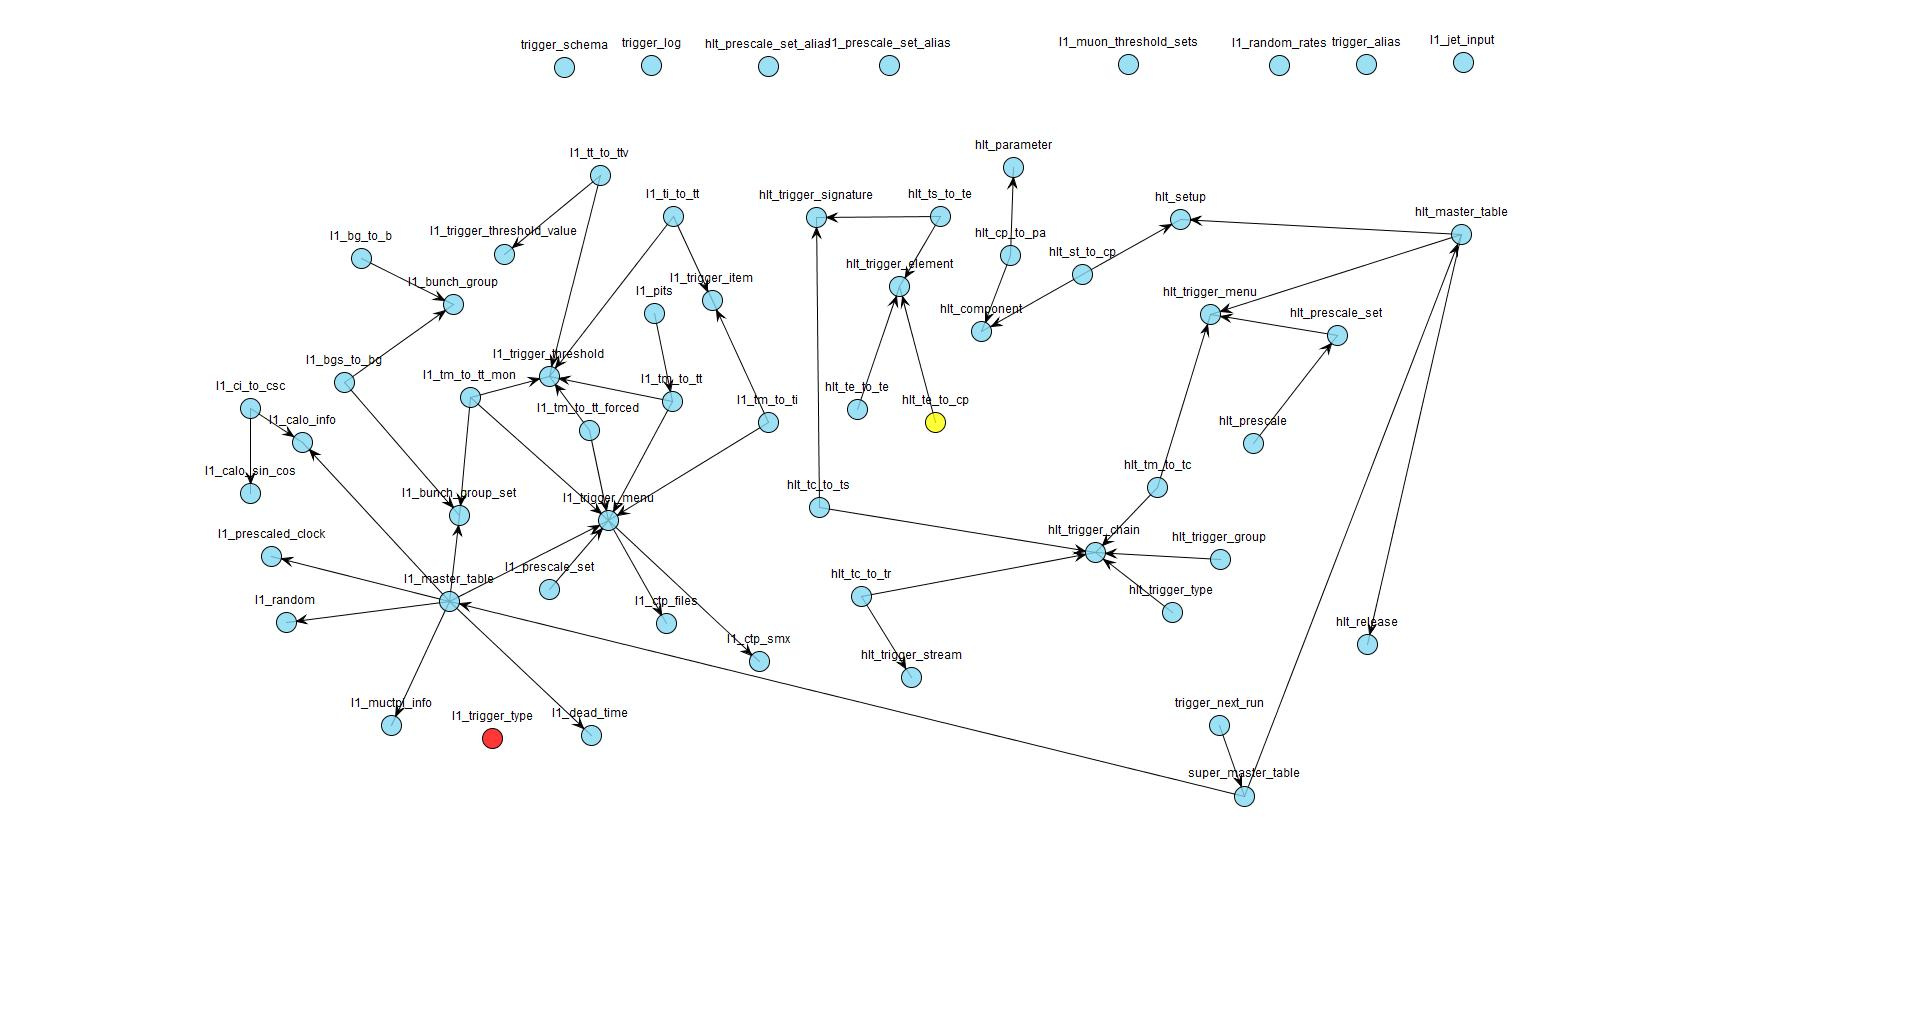 trigger_schema
trigger_log
hlt_prescale_set_alias
l1_prescale_set_alias
l1_muon_threshold_sets
l1_random_rates
trigger_alias
l1_jet_input
l1_tt_to_ttv
hlt_parameter
l1_ti_to_tt
hlt_trigger_signature
hlt_ts_to_te
hlt_setup
hlt_master_table
l1_bg_to_b
l1_trigger_threshold_value
hlt_cp_to_pa
hlt_st_to_cp
hlt_trigger_element
l1_bunch_group
l1_trigger_item
l1_pits
hlt_component
hlt_trigger_menu
hlt_prescale_set
l1_bgs_to_bg
l1_trigger_threshold
l1_ci_to_csc
l1_tm_to_tt_mon
l1_tm_to_tt
hlt_te_to_te
l1_calo_info
l1_tm_to_tt_forced
l1_tm_to_ti
hlt_te_to_cp
hlt_prescale
l1_calo_sin_cos
hlt_tm_to_tc
l1_bunch_group_set
l1_trigger_menu
hlt_tc_to_ts
l1_prescaled_clock
hlt_trigger_chain
hlt_trigger_group
l1_master_table
l1_prescale_set
hlt_tc_to_tr
hlt_trigger_type
l1_random
l1_ctp_files
hlt_release
l1_ctp_smx
hlt_trigger_stream
l1_muctpi_info
l1_trigger_type
l1_dead_time
trigger_next_run
super_master_table